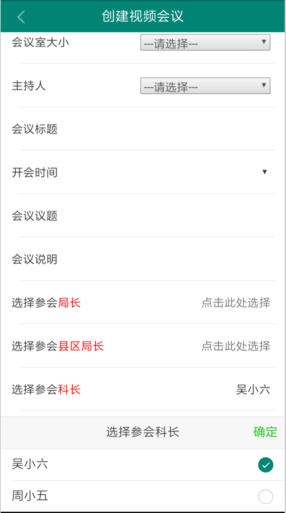 创建视频会议
会议室大小 ---请选择---
主持人 ---请选择---
会议标题
开会时间
会议议题
会议说明
选择参会局长 点击此处选择
选择参会县区局长 点击此处选择
选择参会科长 吴小六
选择参会科长 确定
吴小六
周小五